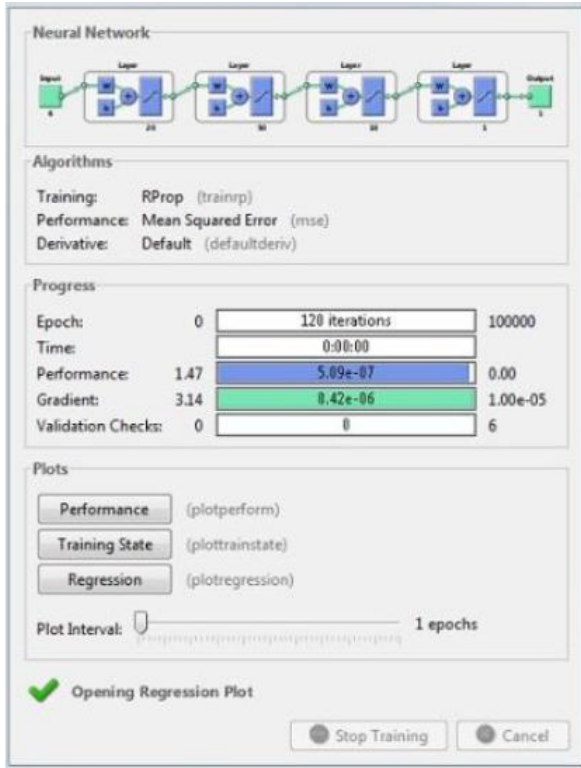 Neural Network
Layer Layer Layer Layer
Input Output
W W W W
b b b b
20 10 1 1
Algorithms
Training: RProp (trainrp)
Performance: Mean Squared Error (mse)
Derivative: Default (defaultderiv)
Progress
Epoch: 0 120 iterations 100000
Time: 0:00:00
Performance: 1.47 5.09e-07 0.00
Gradient: 3.14 8.42e-06 1.00e-05
Validation Checks: 0 0 6
Plots
Performance (plotperform)
Training State (plottrainstate)
Regression (plotregression)
Plot Interval: 1 epochs
Opening Regression Plot
Stop Training Cancel